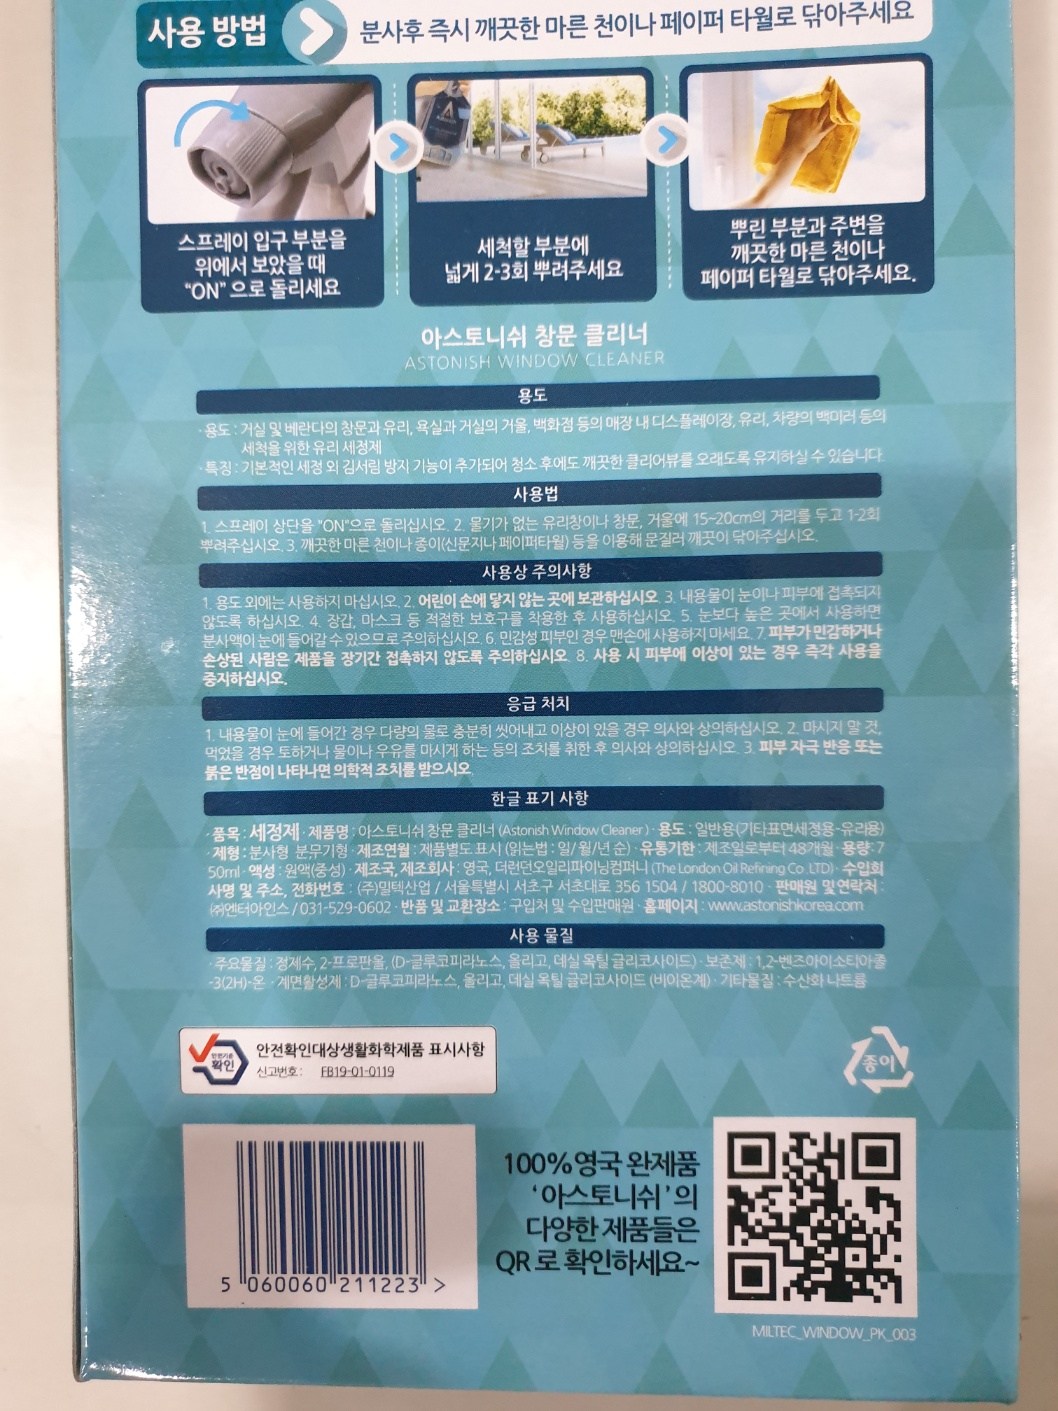 사용 방법
분사후 즉시 깨끗한 마른 천이나 페이퍼 타월로 닦아주세요
스프레이 입구 부분을
위에서 보았을 때
"ON" 으로 돌리세요
세척할 부분에
넓게 2-3회 뿌려주세요
뿌린 부분과 주변을
깨끗한 마른 천이나
페이퍼 타월로 닦아주세요.
아스토니쉬 창문 클리너
ASTONISH WINDOW CLEANER
용도
· 용도 : 거실 및 베란다의 창문과 유리, 욕실과 거실의 거울, 백화점 등의 매장 내 디스플레이장, 유리, 차량의 백미러 등의
세척을 위한 유리 세정제
· 특징 : 기본적인 세정 외 김서림 방지 기능이 추가되어 청소 후에도 깨끗한 클리어뷰를 오래도록 유지하실 수 있습니다.
사용법
1. 스프레이 상단을 "ON"으로 돌리십시오. 2. 물기가 없는 유리창이나 창문, 거울에 15~20cm의 거리를 두고 1-2회
뿌려주십시오. 3. 깨끗한 마른 천이나 종이(신문지나 페이퍼타월) 등을 이용해 문질러 깨끗이 닦아주십시오.
사용상 주의사항
1. 용도 외에는 사용하지 마십시오. 2. 어린이 손에 닿지 않는 곳에 보관하십시오. 3. 내용물이 눈이나 피부에 접촉되지
않도록 하십시오. 4. 장갑, 마스크 등 적절한 보호구를 착용한 후 사용하십시오. 5. 눈보다 높은 곳에서 사용하면
분사액이 눈에 들어갈 수 있으므로 주의하십시오. 6. 민감성 피부인 경우 맨손에 사용하지 마세요. 7. 피부가 민감하거나
손상된 사람은 제품을 장기간 접촉하지 않도록 주의하십시오. 8. 사용 시 피부에 이상이 있는 경우 즉각 사용을
중지하십시오.
응급 처치
1. 내용물이 눈에 들어간 경우 다량의 물로 충분히 씻어내고 이상이 있을 경우 의사와 상의하십시오. 2. 마시지 말 것,
먹었을 경우 토하거나 물이나 우유를 마시게 하는 등의 조치를 취한 후 의사와 상의하십시오. 3. 피부 자극 반응 또는
붉은 반점이 나타나면 의학적 조치를 받으시오.
한글 표기 사항
· 품목 : 세정제 · 제품명 : 아스토니쉬 창문 클리너 (Astonish Window Cleaner) · 용도 : 일반용(기타표면세정용-유리용)
· 제형 : 분사형 분무기형 · 제조연월 : 제품별도 표시 (읽는법 : 일/월/년 순) · 유통기한 : 제조일로부터 48개월 · 용량 : 7
50ml · 액성 : 원액(중성) · 제조국, 제조회사 : 영국, 더런던오일리파이닝컴퍼니 (The London Oil Refining Co. LTD) · 수입회
사명 및 주소, 전화번호 : (주)밀텍산업 / 서울특별시 서초구 서초대로 356 1504 / 1800-8010 · 판매원 및 연락처 :
㈜엔터아인스 / 031-529-0602 · 반품 및 교환장소 : 구입처 및 수입판매원 · 홈페이지 : www.astonishkorea.com
사용 물질
· 주요물질 : 정제수, 2-프로판올, (D-글루코피라노스, 올리고, 데실 옥틸 글리코사이드) · 보존제 : 1,2-벤즈아이소티아졸
-3(2H)-온 · 계면활성제 : D-글루코피라노스, 올리고, 데실 옥틸 글리코사이드 (비이온계) · 기타물질 : 수산화 나트륨
안전기준
확인
안전확인대상생활화학제품 표시사항
신고번호 : FB19-01-0119
종이
100%영국 완제품
'아스토니쉬'의
다양한 제품들은
QR로 확인하세요~
5 060060 211223 >
MILTEC_WINDOW_PK_003